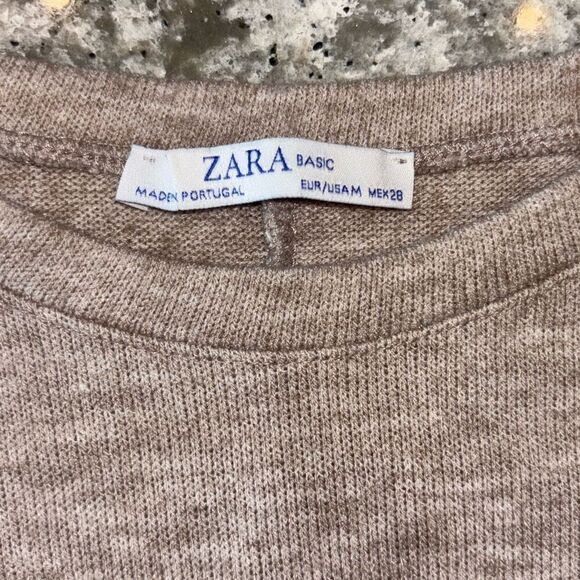 ZARA BASIC
MADE IN PORTUGAL EUR/USA M MEX 28